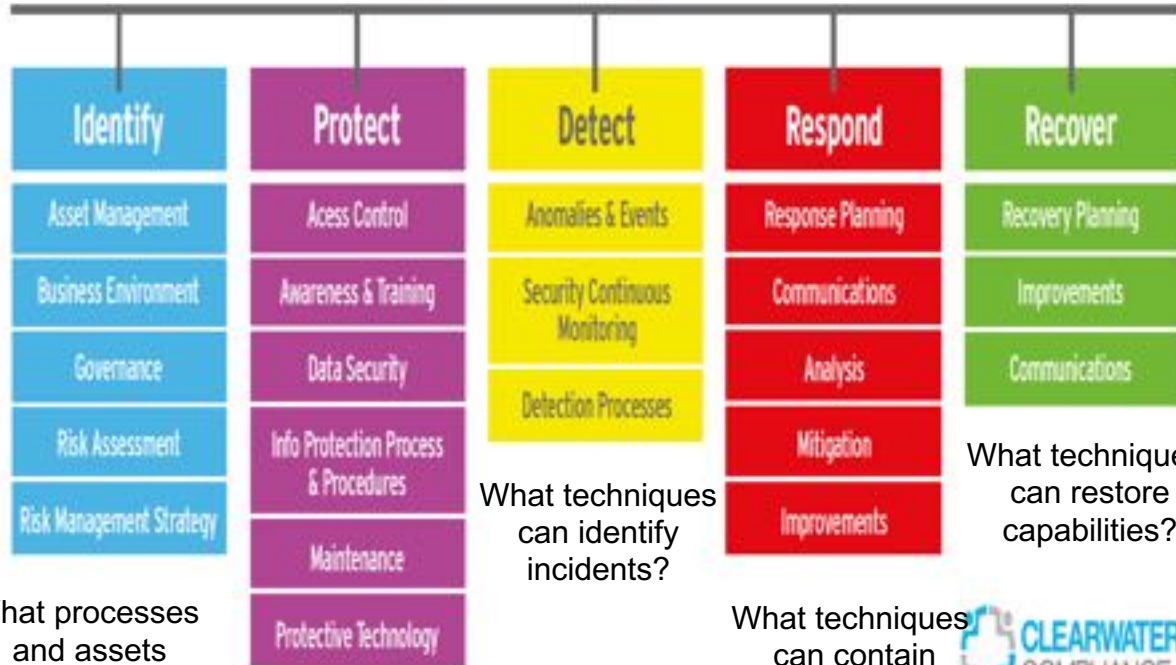 Identify
Asset Management
Business Environment
Governance
Risk Assessment
Risk Management Strategy
hat processes
and assets
Protect
Acess Control
Awareness & Training
Data Security
Info Protection Process
& Procedures
Maintenance
Protective Technology
Detect
Anomalies & Events
Security Continuous
Monitoring
Detection Processes
What techniques
can identify
incidents?
Respond
Response Planning
Communications
Analysis
Mitigation
Improvements
What techniques
can contain
Recover
Recovery Planning
Improvements
Communications
What technique
can restore
capabilities?
CLEARWATER
COMPLIANCE